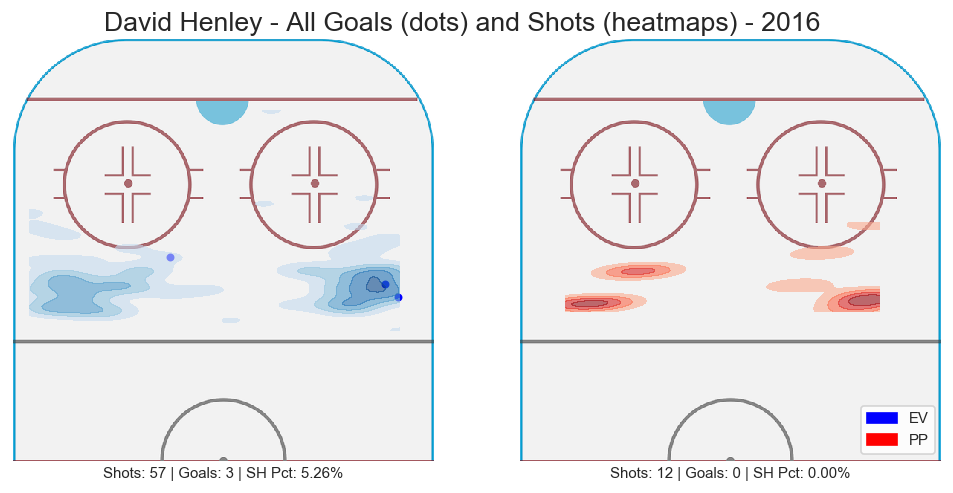 David Henley - All Goals (dots) and Shots (heatmaps) - 2016
EV
PP
Shots: 57 | Goals: 3 | SH Pct: 5.26%
Shots: 12 | Goals: 0 | SH Pct: 0.00%